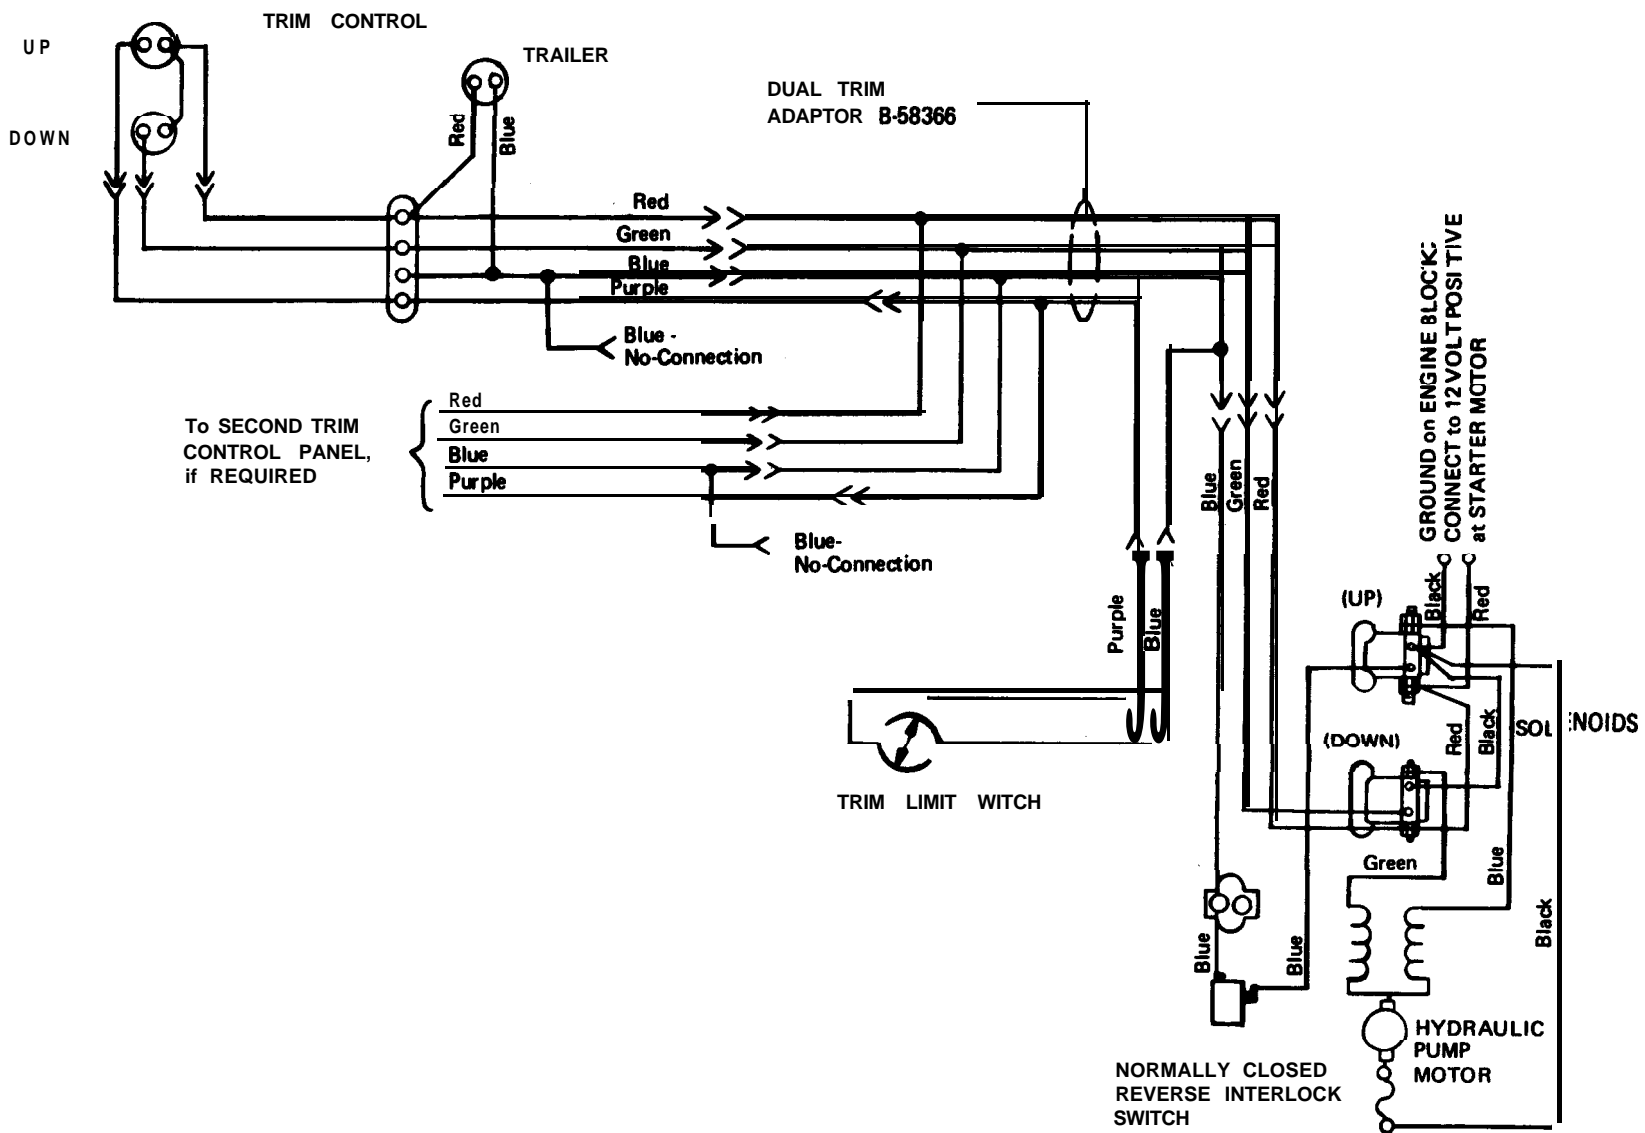 TRIM CONTROL
UP
TRAILER
DOWN
DUAL TRIM
ADAPTOR B-58366
Red
Blue
Red
Green
Blue
Purple
Blue -
No-Connection
To SECOND TRIM
CONTROL PANEL,
if REQUIRED
Red
Green
Blue
Purple
Blue-
No-Connection
Blue
Green
Red
GROUND on ENGINE BLOCK:
CONNECT to 12 VOLT POSITIVE
at STARTER MOTOR
Purple
Blue
(UP)
Black
Red
(DOWN)
Red
Black
SOL ENOIDS
TRIM LIMIT WITCH
Green
Blue
Blue
Blue
Black
HYDRAULIC
PUMP
MOTOR
NORMALLY CLOSED
REVERSE INTERLOCK
SWITCH